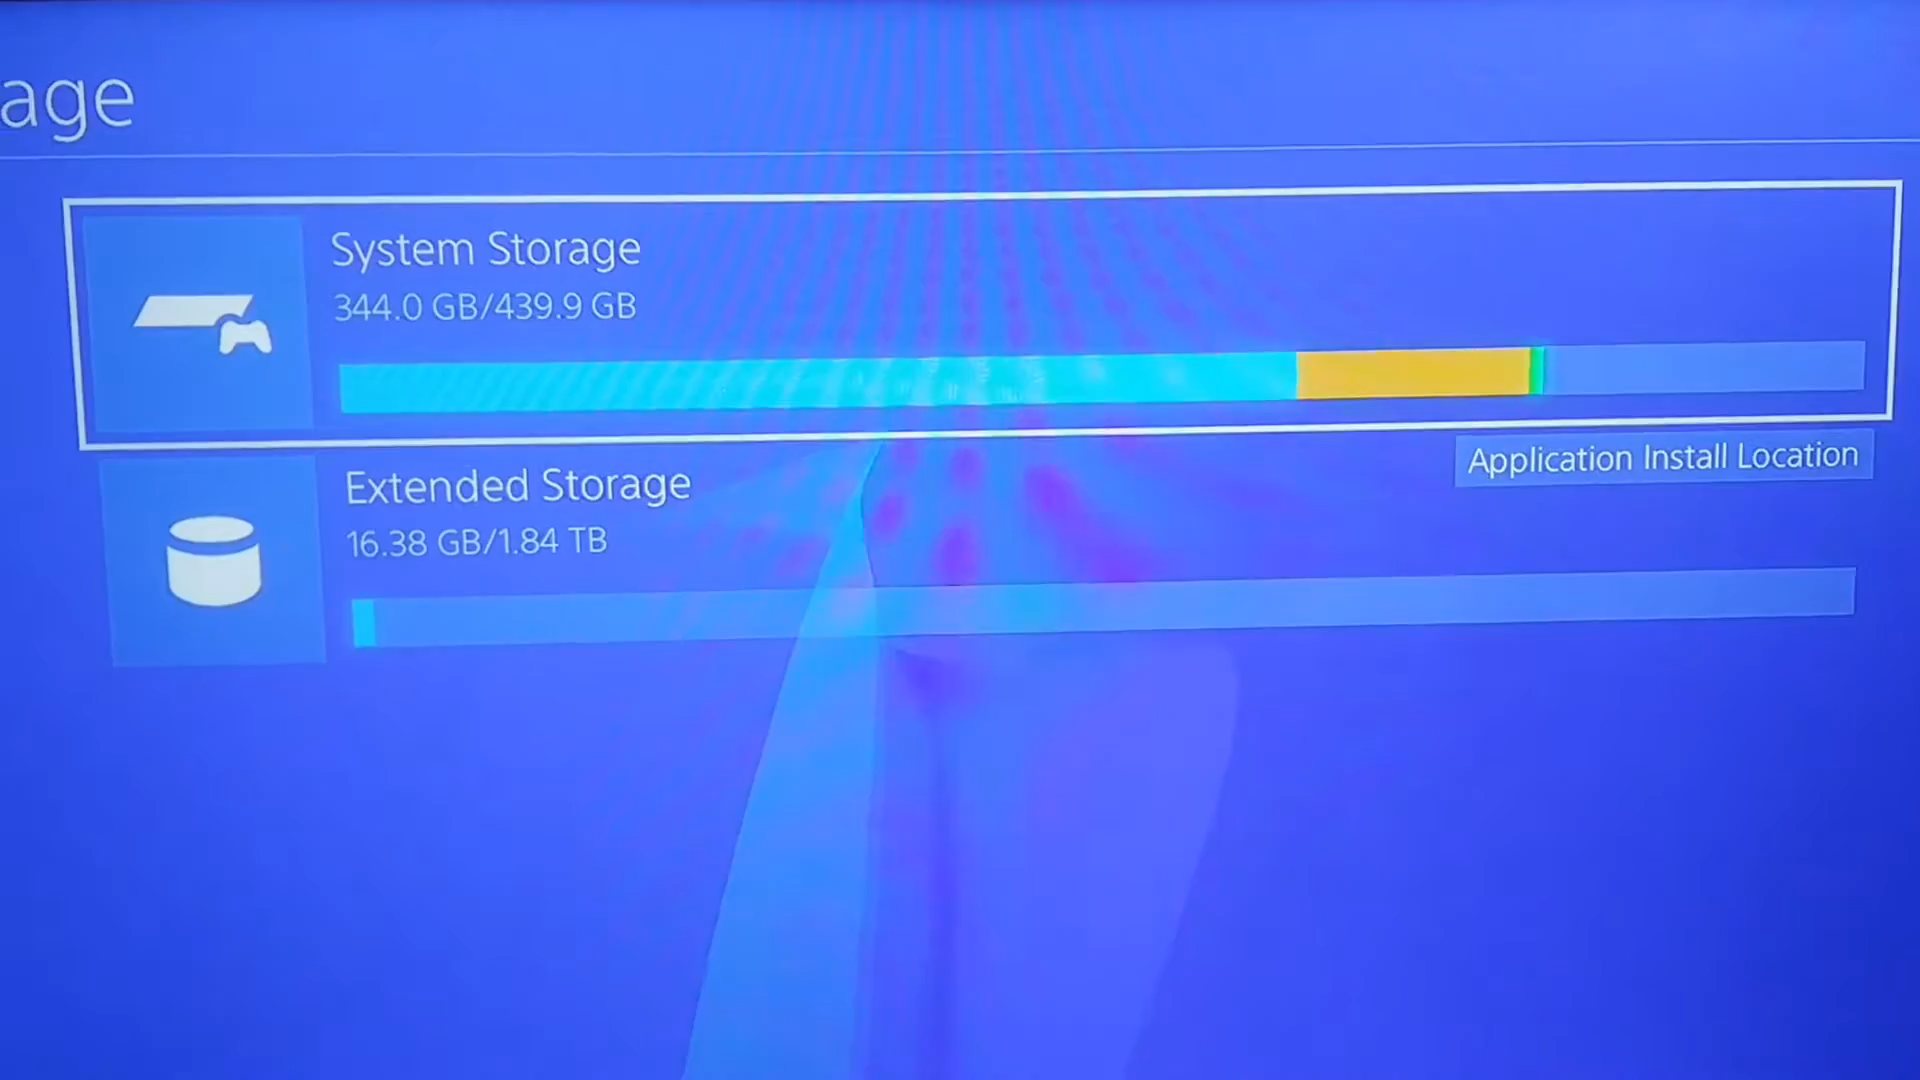 age
System Storage
344.0 GB/439.9 GB
Extended Storage
Application Install Location
16.38 GB/1.84 TB